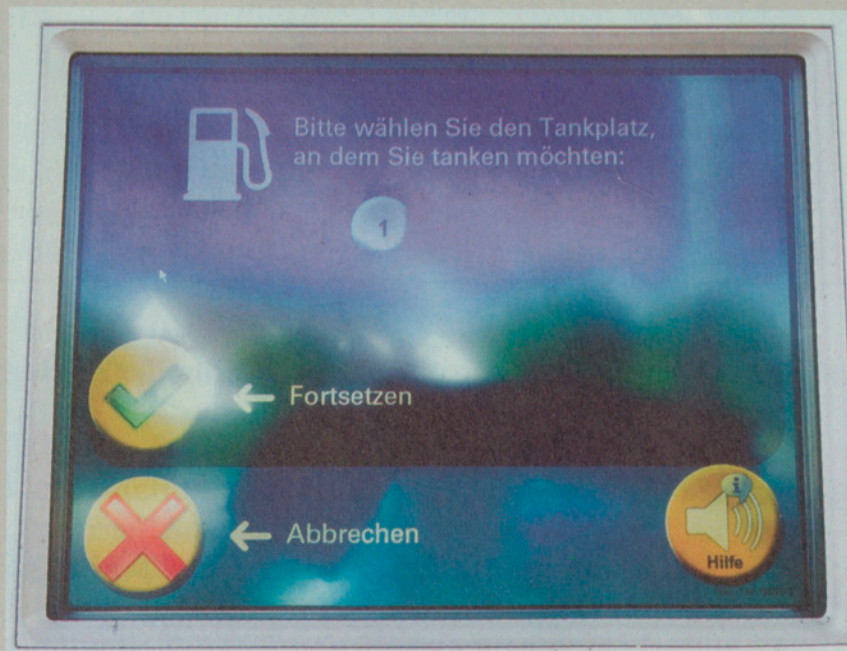 Bitte wählen Sie den Tankplatz,
an dem Sie tanken möchten:
1
Fortsetzen
Abbrechen
Hilfe